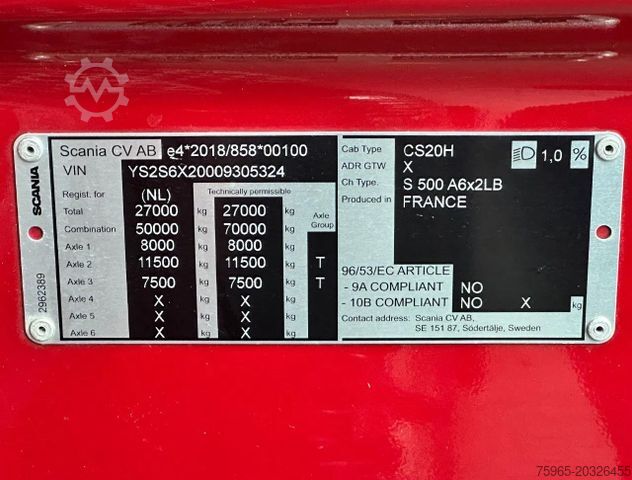 Scania CV AB e4*2018/858*00100
VIN YS2S6X20009305324
Regist. for (NL) Technically permissible
Total 27000 kg 27000 kg Axle Group
Combination 50000 kg 70000 kg
Axle 1 8000 kg 8000 kg
Axle 2 11500 kg 11500 kg T
Axle 3 7500 kg 7500 kg T
Axle 4 X kg X kg
Axle 5 X kg X kg
Axle 6 X kg X kg
Cab Type CS20H 1,0 %
ADR GTW X
Ch Type. S 500 A6x2LB
Produced in FRANCE
96/53/EC ARTICLE
- 9A COMPLIANT NO
- 10B COMPLIANT NO X kg
Contact address: Scania CV AB,
SE 151 87, Södertälje, Sweden
SCANIA
2962389
75965-20326455